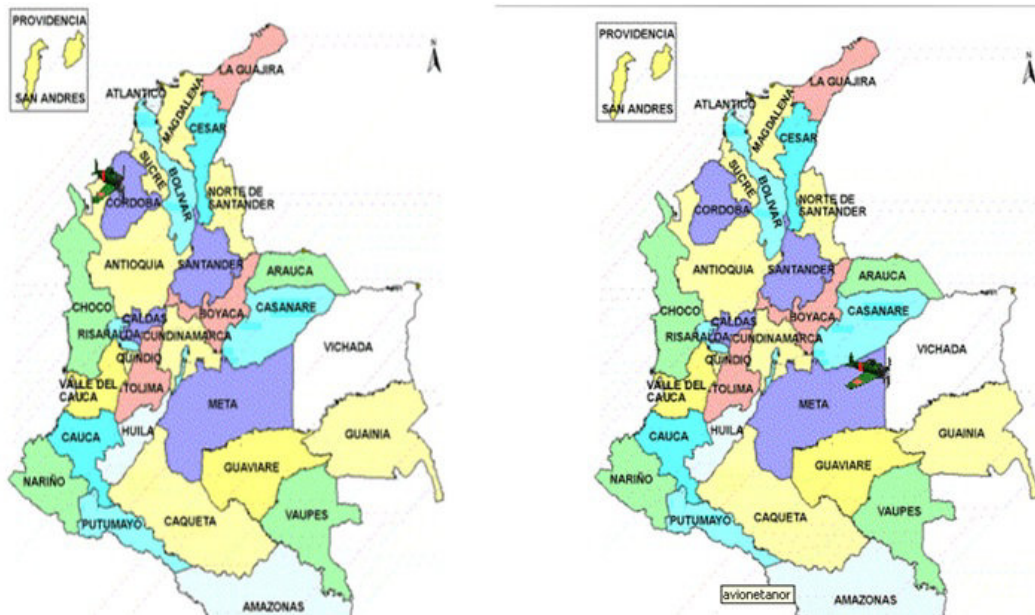 PROVIDENCIA
SAN ANDRES
N
LA GUAJIRA
ATLANTICO
MAGDALENA
CESAR
SUCRE
BOLIVAR
NORTE DE
SANTANDER
CORDOBA
ANTIOQUIA
SANTANDER
ARAUCA
CHOCO
BOYACA
CASANARE
CALDAS
RISARALDA
CUNDINAMARCA
QUINDIO
VICHADA
VALLE DEL
CAUCA
TOLIMA
META
CAUCA
HUILA
GUAINIA
NARIÑO
GUAVIARE
PUTUMAYO
CAQUETA
VAUPES
AMAZONAS
PROVIDENCIA
SAN ANDRES
N
LA GUAJIRA
ATLANTICO
MAGDALENA
CESAR
SUCRE
BOLIVAR
NORTE DE
SANTANDER
CORDOBA
ANTIOQUIA
SANTANDER
ARAUCA
CHOCO
BOYACA
CASANARE
CALDAS
RISARALDA
CUNDINAMARCA
QUINDIO
VICHADA
VALLE DEL
CAUCA
TOLIMA
META
CAUCA
HUILA
GUAINIA
NARIÑO
GUAVIARE
PUTUMAYO
CAQUETA
VAUPES
avionetanor
AMAZONAS